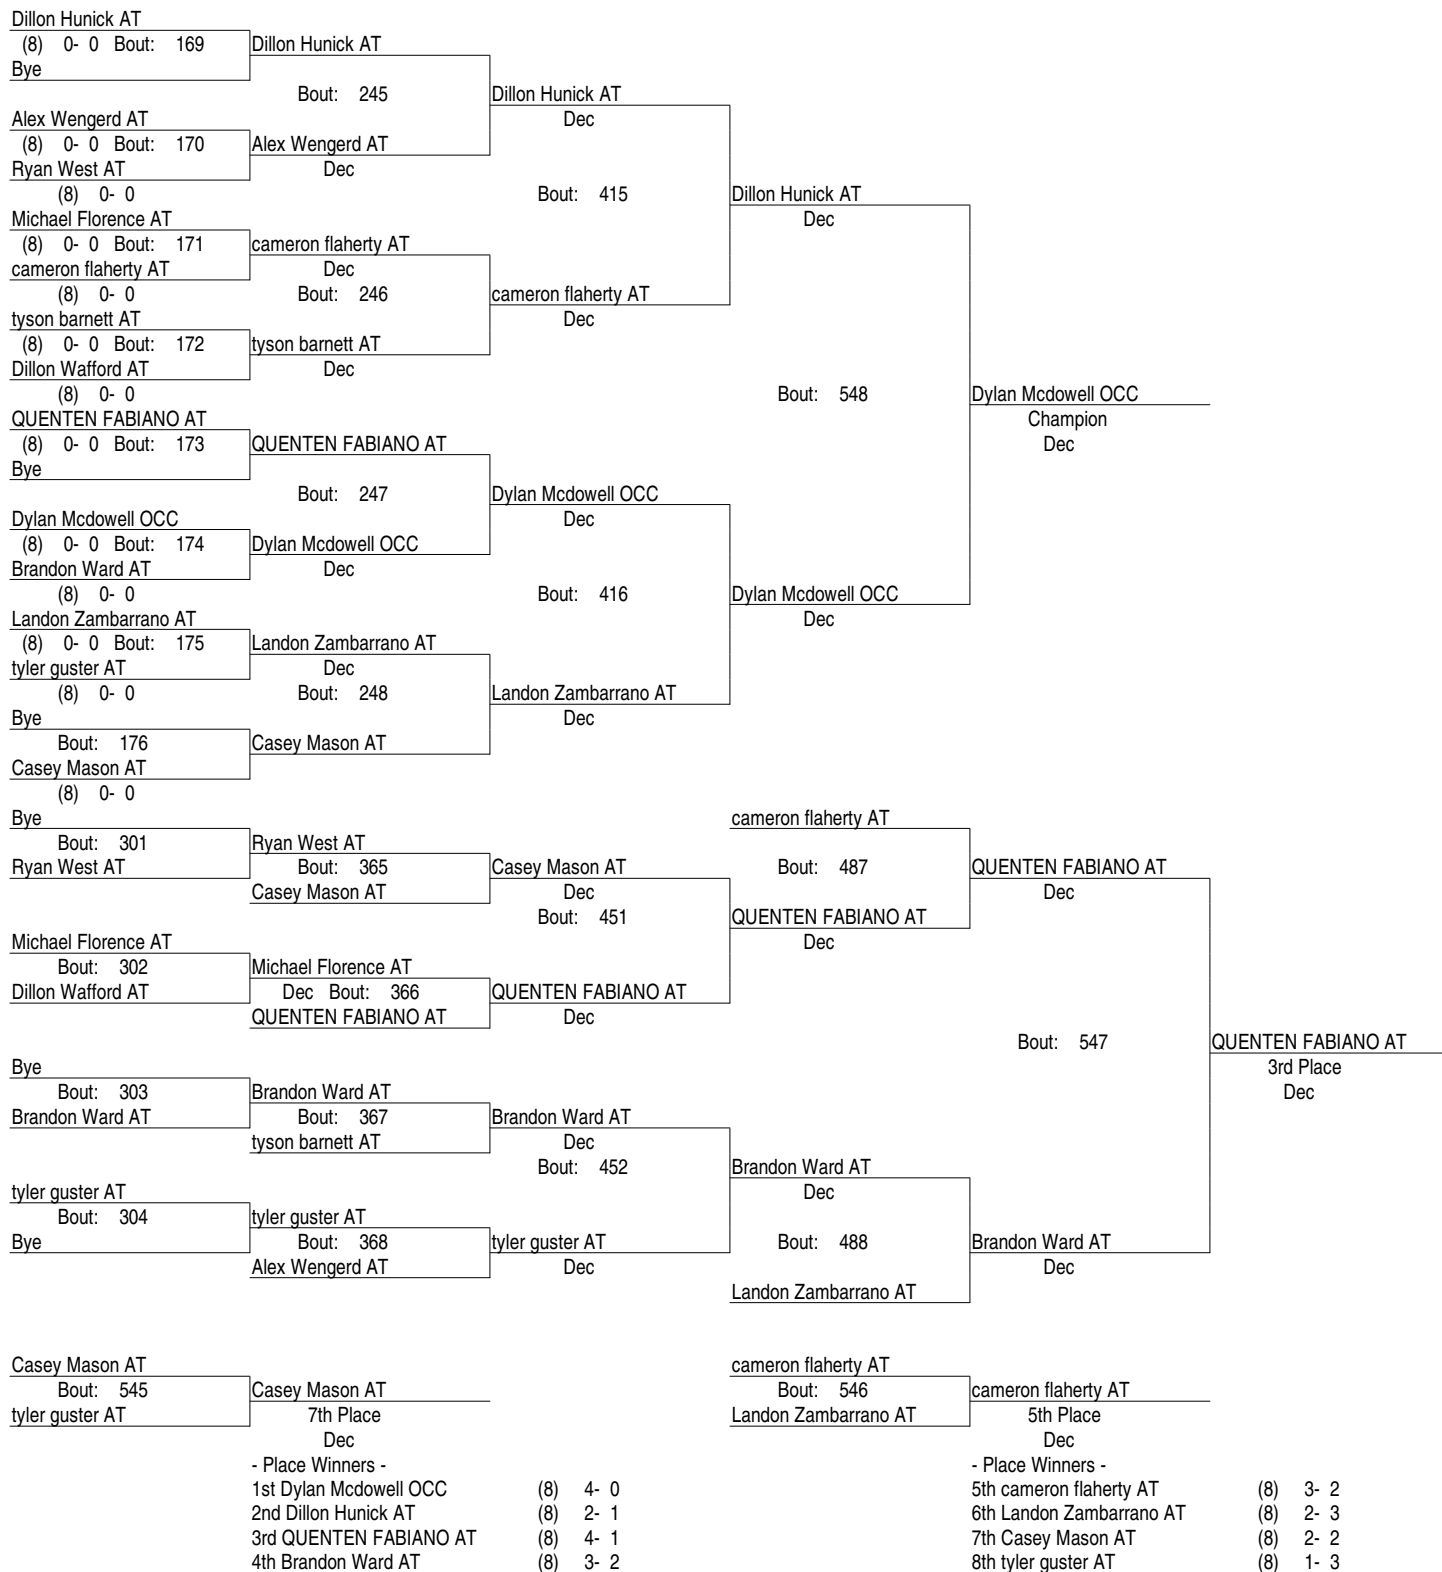 Dillon Hunick AT
(8) 0- 0 Bout: 169 Dillon Hunick AT
Bye
Bout: 245 Dillon Hunick AT
Alex Wengerd AT Dec
(8) 0- 0 Bout: 170 Alex Wengerd AT
Ryan West AT Dec
(8) 0- 0 Bout: 415 Dillon Hunick AT
Michael Florence AT Dec
(8) 0- 0 Bout: 171 cameron flaherty AT
cameron flaherty AT Dec
(8) 0- 0 Bout: 246 cameron flaherty AT
tyson barnett AT Dec
(8) 0- 0 Bout: 172 tyson barnett AT
Dillon Wafford AT Dec
(8) 0- 0 Bout: 548 Dylan Mcdowell OCC
QUENTEN FABIANO AT Champion
(8) 0- 0 Bout: 173 QUENTEN FABIANO AT Dec
Bye
Bout: 247 Dylan Mcdowell OCC
Dylan Mcdowell OCC Dec
(8) 0- 0 Bout: 174 Dylan Mcdowell OCC
Brandon Ward AT Dec
(8) 0- 0 Bout: 416 Dylan Mcdowell OCC
Landon Zambarrano AT Dec
(8) 0- 0 Bout: 175 Landon Zambarrano AT
tyler guster AT Dec
(8) 0- 0 Bout: 248 Landon Zambarrano AT
Bye Dec
Bout: 176 Casey Mason AT
Casey Mason AT
(8) 0- 0
Bye cameron flaherty AT
Bout: 301 Ryan West AT
Ryan West AT Bout: 365 Casey Mason AT Bout: 487 QUENTEN FABIANO AT
Casey Mason AT Dec Dec
Bout: 451 QUENTEN FABIANO AT
Michael Florence AT Dec
Bout: 302 Michael Florence AT
Dillon Wafford AT Dec Bout: 366 QUENTEN FABIANO AT
QUENTEN FABIANO AT Dec
Bout: 547 QUENTEN FABIANO AT
Bye 3rd Place
Bout: 303 Brandon Ward AT Dec
Brandon Ward AT Bout: 367 Brandon Ward AT
tyson barnett AT Dec
Bout: 452 Brandon Ward AT
tyler guster AT Dec
Bout: 304 tyler guster AT
Bye Bout: 368 tyler guster AT Bout: 488 Brandon Ward AT
Alex Wengerd AT Dec Dec
Landon Zambarrano AT
Casey Mason AT cameron flaherty AT
Bout: 545 Casey Mason AT Bout: 546 cameron flaherty AT
tyler guster AT 7th Place Landon Zambarrano AT 5th Place
Dec Dec
- Place Winners - - Place Winners -
1st Dylan Mcdowell OCC (8) 4- 0 5th cameron flaherty AT (8) 3- 2
2nd Dillon Hunick AT (8) 2- 1 6th Landon Zambarrano AT (8) 2- 3
3rd QUENTEN FABIANO AT (8) 4- 1 7th Casey Mason AT (8) 2- 2
4th Brandon Ward AT (8) 3- 2 8th tyler guster AT (8) 1- 3